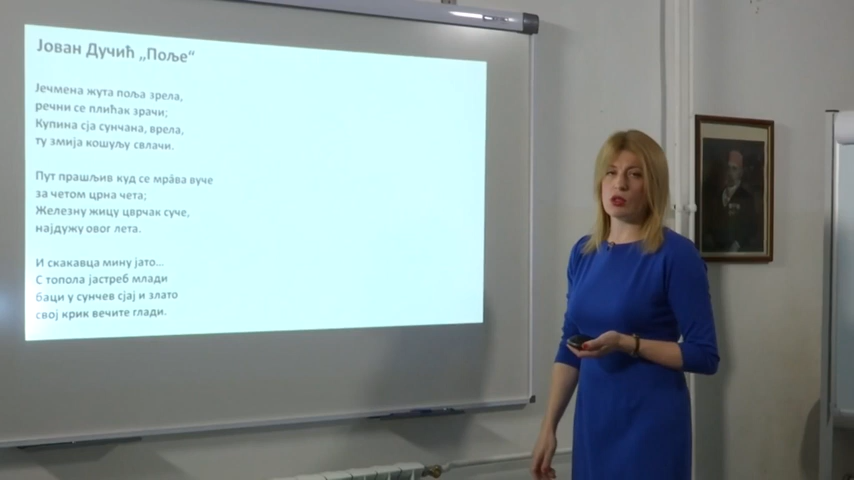 Јован Дучић „Поље“
Јечмена жута поља зрела,
речни се плићак зрачи;
Купина сја сунчана, врела,
ту змија кошуљу свлачи.
Пут прашљив куд се мрáва вуче
за четом црна чета;
Железну жицу цврчак суче,
најдужу овог лета.
И скакавца мину јато...
С топола јастреб млади
баци у сунчев сјај и злато
свој крик вечите глади.